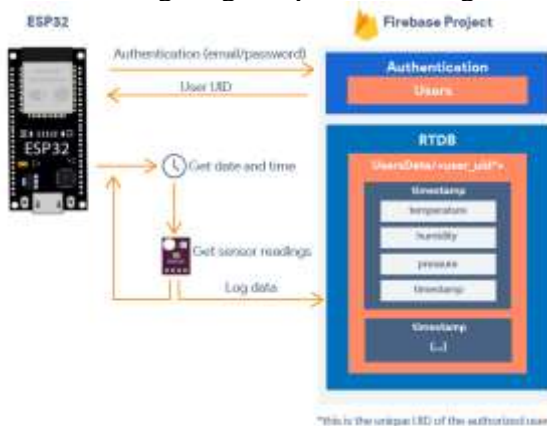 ESP32
Firebase Project
Authentication (email/password)
User UID
Authentication
Users
ESP32
Get date and time
Get sensor readings
Log data
RTDB
UsersData/<user_uid*>
timestamp
temperature
humidity
pressure
timestamp
timestamp
(...)
*this is the unique UID of the authorized user